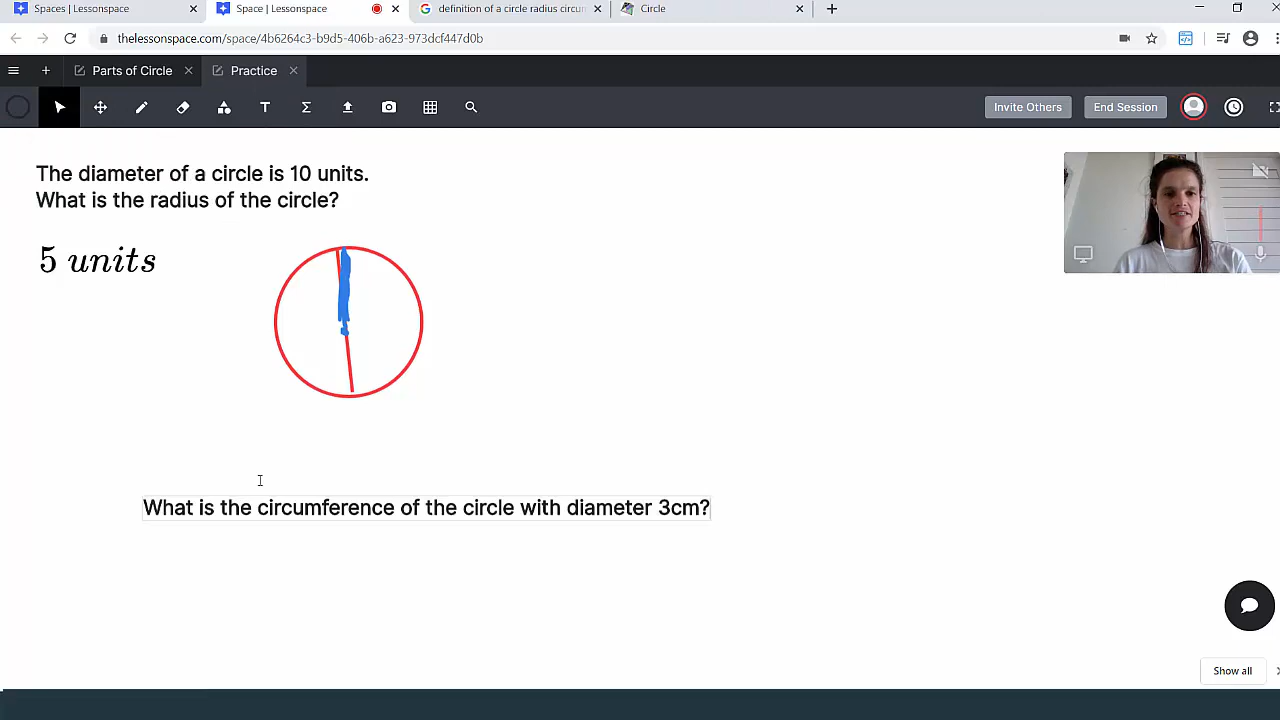 Spaces | Lessonspace
Space | Lessonspace
definition of a circle radius circum
Circle
thelessonspace.com/space/4b6264c3-b9d5-406b-a623-973dcf447d0b
Parts of Circle
Practice
T
Σ
Invite Others
End Session
The diameter of a circle is 10 units.
What is the radius of the circle?
5 units
What is the circumference of the circle with diameter 3cm?
Show all